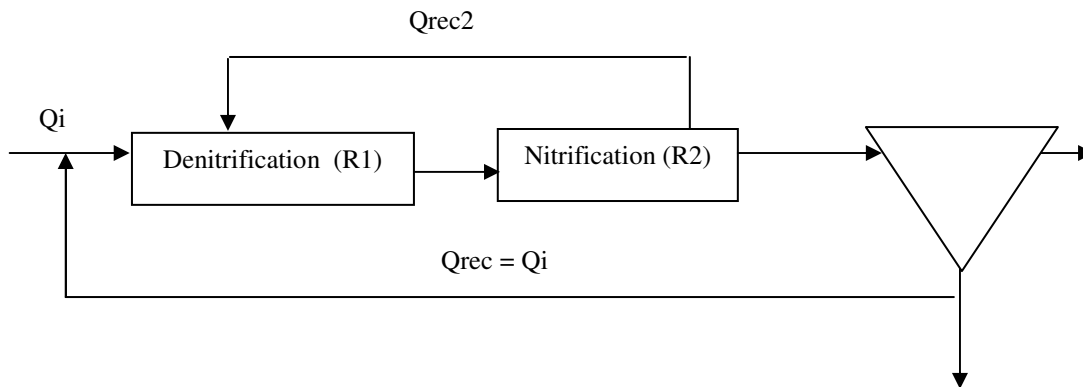 Qrec2
Qi
Denitrification (R1)
Nitrification (R2)
Qrec = Qi